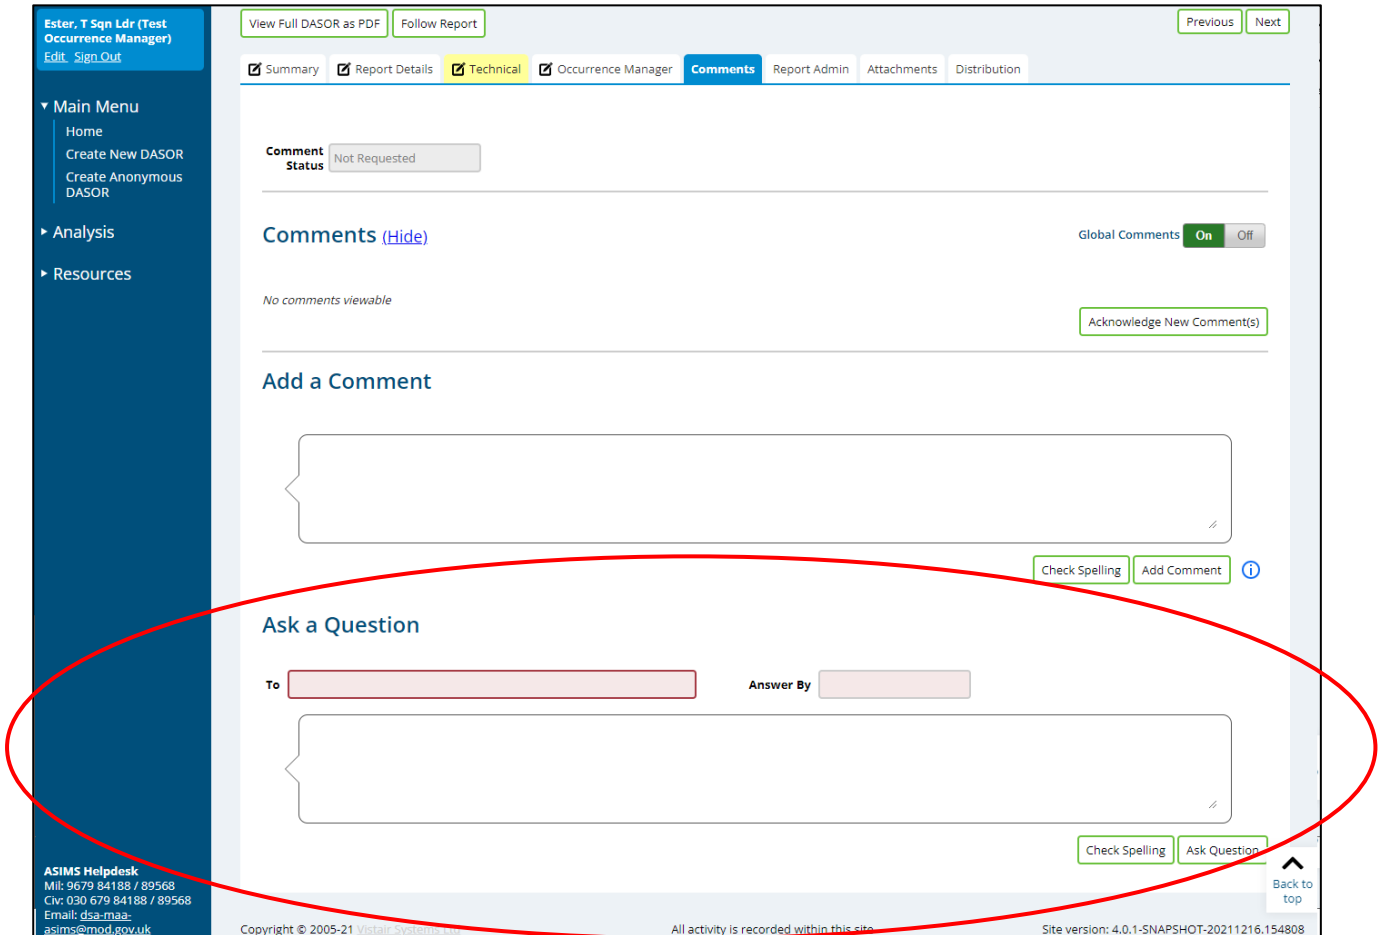 Ester, T Sqn Ldr (Test
Occurrence Manager)
Edit Sign Out
Main Menu
Home
Create New DASOR
Create Anonymous
DASOR
Analysis
Resources
ASIMS Helpdesk
Mil: 9679 84188 / 89568
Civ: 030 679 84188 / 89568
Email: dsa-maa-
asims@mod.gov.uk
View Full DASOR as PDF Follow Report Previous Next
Summary Report Details Technical Occurrence Manager Comments Report Admin Attachments Distribution
Comment
Status Not Requested
Comments (Hide) Global Comments On Off
No comments viewable
Acknowledge New Comment(s)
Add a Comment
Check Spelling Add Comment
Ask a Question
To Answer By
Check Spelling Ask Question
Back to
top
Copyright © 2005-21 Vistair Systems Ltd All activity is recorded within this site Site version: 4.0.1-SNAPSHOT-20211216.154808